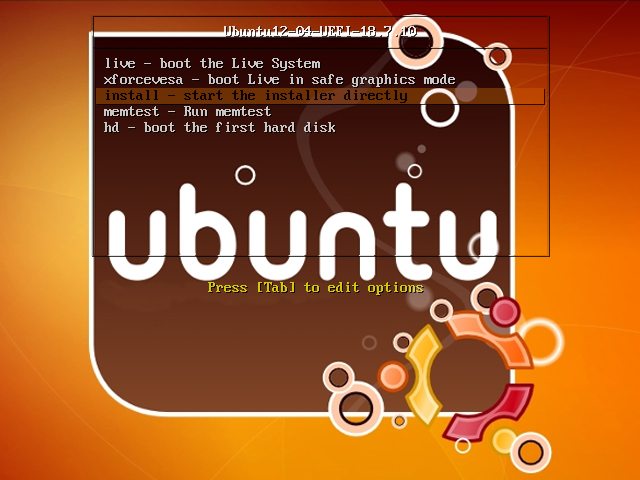 Ubuntu12-04-UEFI-18.7.10
live - boot the Live System
xforcevesa - boot Live in safe graphics mode
install - start the installer directly
memtest - Run memtest
hd - boot the first hard disk
ubuntu
Press [Tab] to edit options